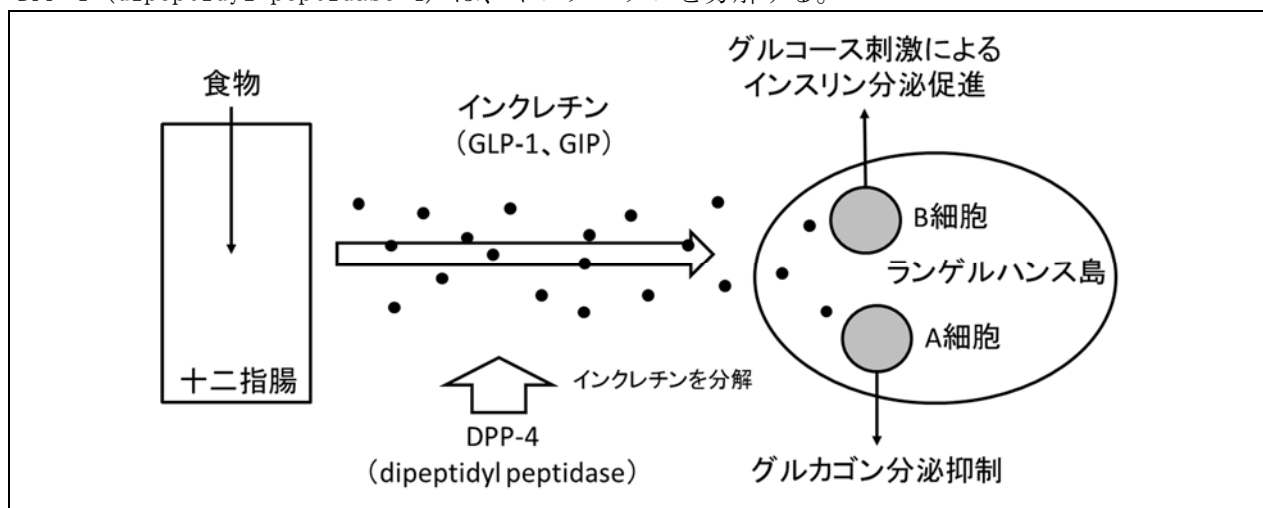 食物
十二指腸
インクレチン
（GLP-1、GIP）
インクレチンを分解
DPP-4
（dipeptidyl peptidase）
グルコース刺激による
インスリン分泌促進
B細胞
ランゲルハンス島
A細胞
グルカゴン分泌抑制